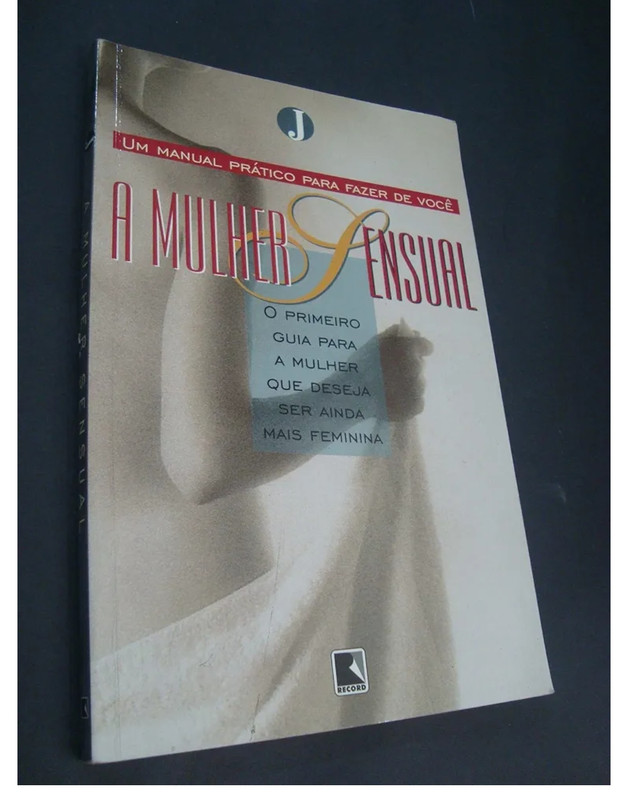 J
UM MANUAL PRÁTICO PARA FAZER DE VOCÊ
A MULHER SENSUAL
O PRIMEIRO
GUIA PARA
A MULHER
QUE DESEJA
SER AINDA
MAIS FEMININA
RECORD
J
A MULHER SENSUAL